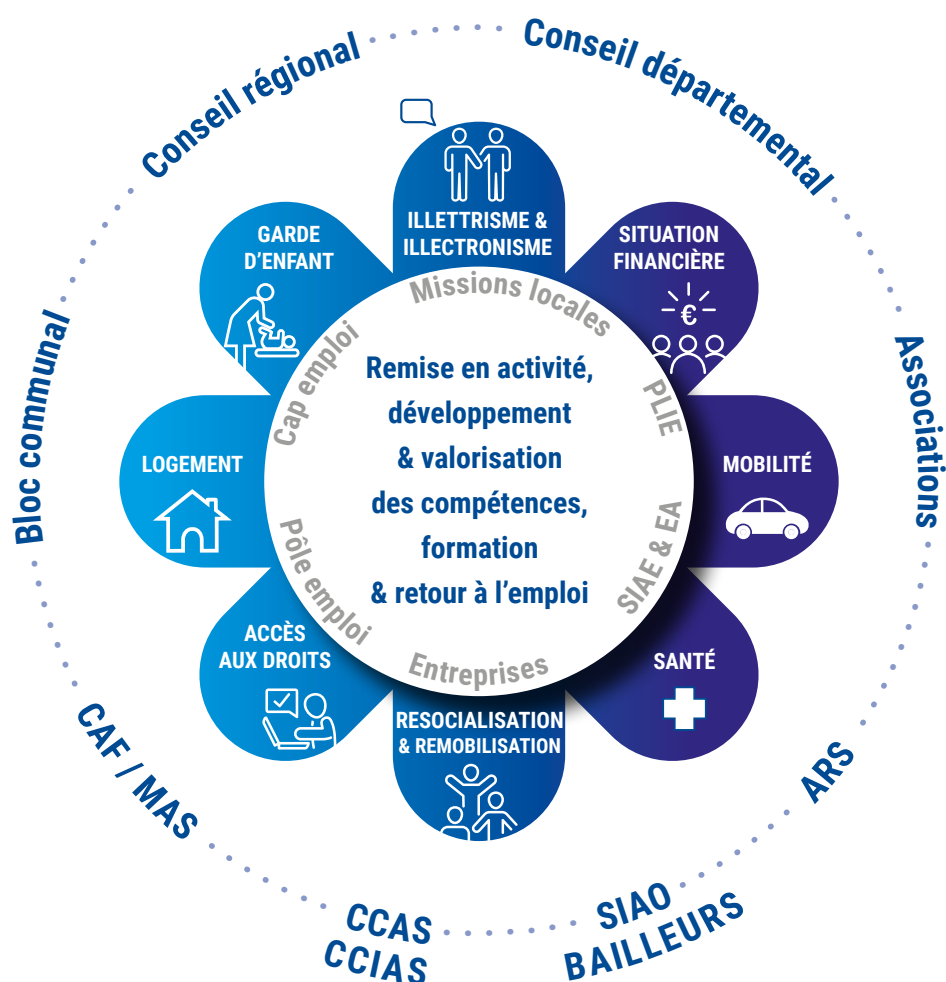 Conseil régional
Conseil départemental
Associations
ARS
SIAO
BAILLEURS
CCAS
CCIAS
CAF / MAS
Bloc communal
ILLETTRISME &
ILLECTRONISME
SITUATION
FINANCIÈRE
€
MOBILITÉ
SANTÉ
RESOCIALISATION
& REMOBILISATION
ACCÈS
AUX DROITS
LOGEMENT
GARDE
D'ENFANT
Missions locales
PLIE
SIAE & EA
Entreprises
Pôle emploi
Cap emploi
Remise en activité,
développement
& valorisation
des compétences,
formation
& retour à l'emploi